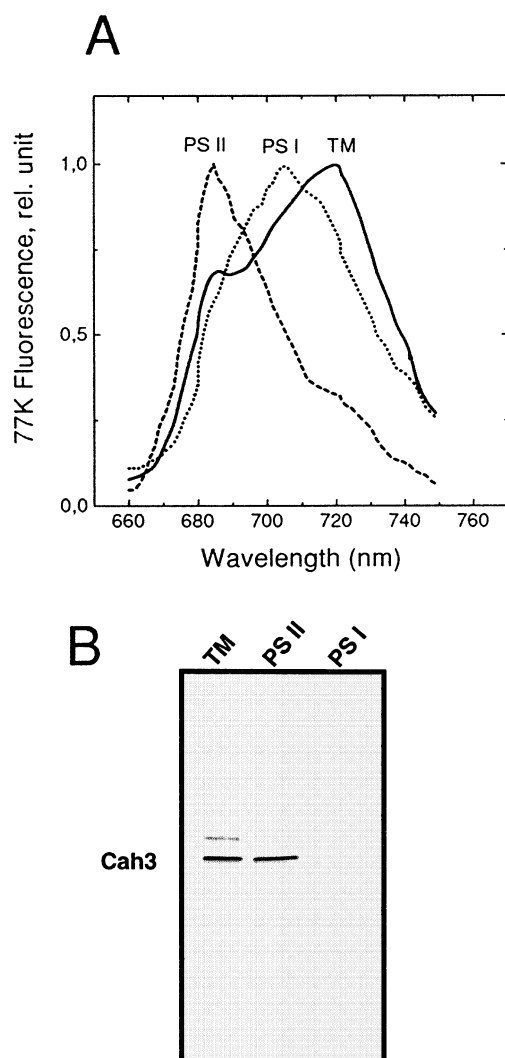 A
PS II PS I TM
1,0
0,5
0,0
77K Fluorescence, rel. unit
660 680 700 720 740 760
Wavelength (nm)
B
TM PS II PS I
Cah3